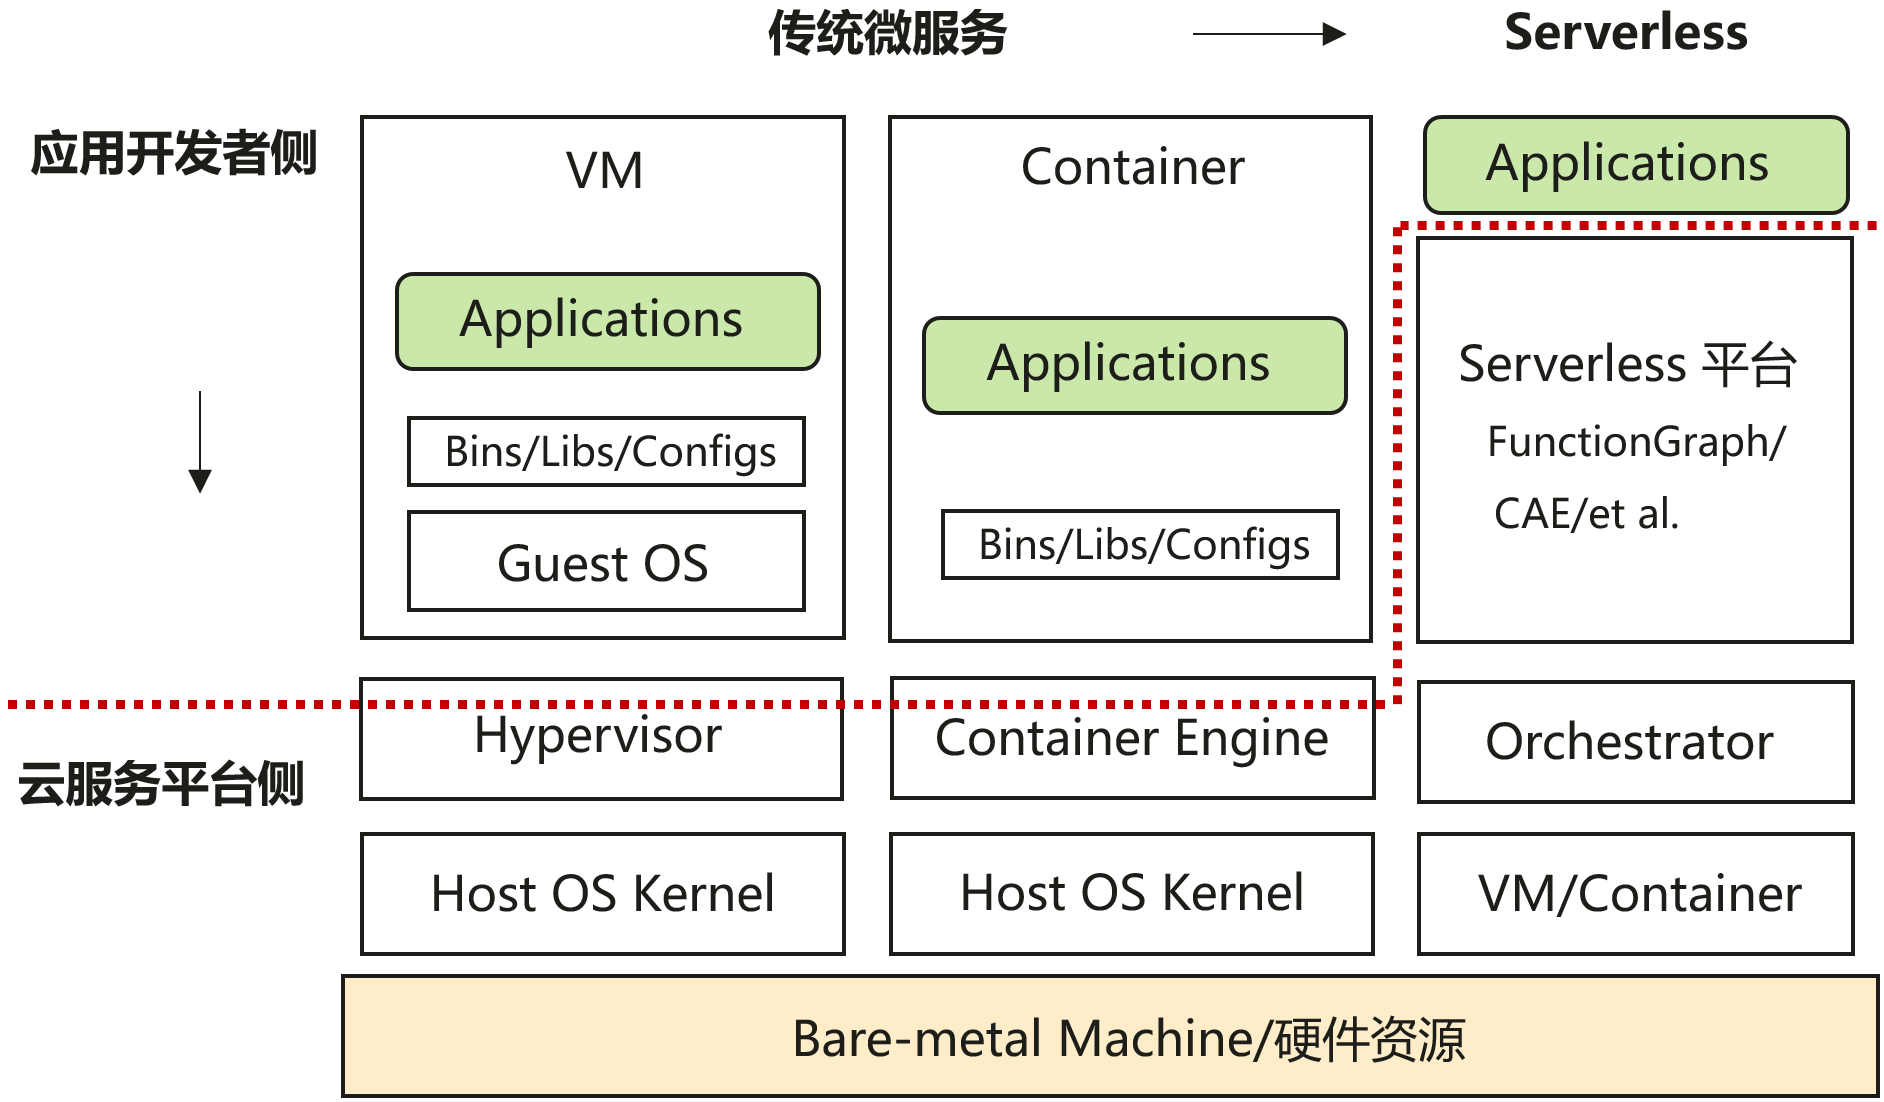 传统微服务
Serverless
应用开发者侧
VM
Applications
Bins/Libs/Configs
Guest OS
Container
Applications
Bins/Libs/Configs
Applications
Serverless 平台
FunctionGraph/
CAE/et al.
云服务平台侧
Hypervisor
Container Engine
Orchestrator
Host OS Kernel
Host OS Kernel
VM/Container
Bare-metal Machine/硬件资源